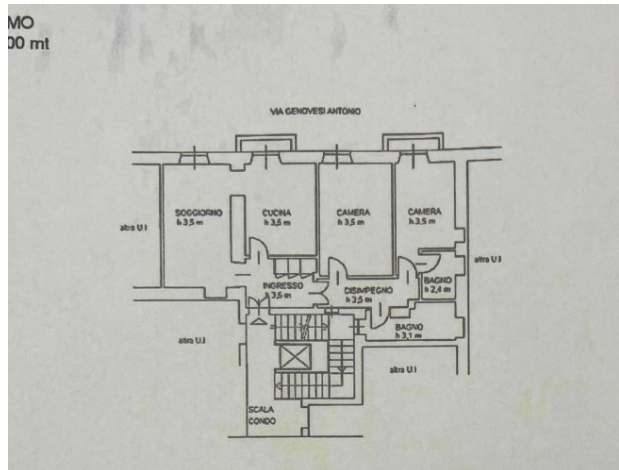 MO
00 mt
VIA GENOVESI ANTONIO
SOGGIORNO
h 3,5 m
CUCINA
h 3,5 m
CAMERA
h 3,5 m
CAMERA
h 3,5 m
altra U.I
altra U.I
INGRESSO
h 3,5 m
DISIMPEGNO
h 3,5 m
BAGNO
h 2,4 m
BAGNO
h 3,1 m
altra U.I
altra U.I
SCALA
CONDO